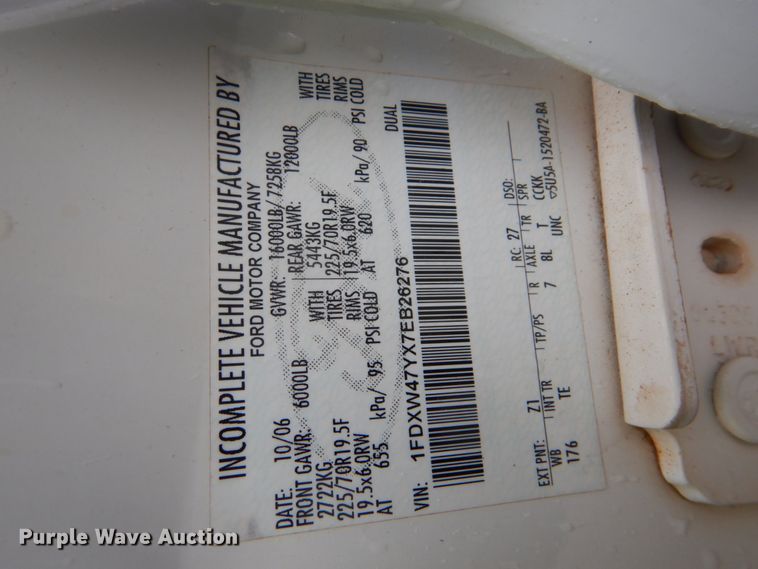 INCOMPLETE VEHICLE MANUFACTURED BY
FORD MOTOR COMPANY
DATE: 10/06 GVWR: 16000LB/7258KG
FRONT GAWR: 6000LB REAR GAWR: 12000LB
2722KG 5443KG WITH
225/70R19.5F 225/70R19.5F TIRES
19.5x6.0RW 19.5x6.0RW RIMS
AT 655 kPa/ 95 PSI COLD AT 620 kPa/ 90 PSI COLD
WITH
TIRES
RIMS
DUAL
VIN: 1FDXW47YX7EB26276
EXT PNT: Z1 RC: 27 DSO:
WB INT TR TP/PS R AXLE TR SPR
176 TE 7 8L T CCKK
UNC 5U5A-1520472-BA
Purple Wave Auction